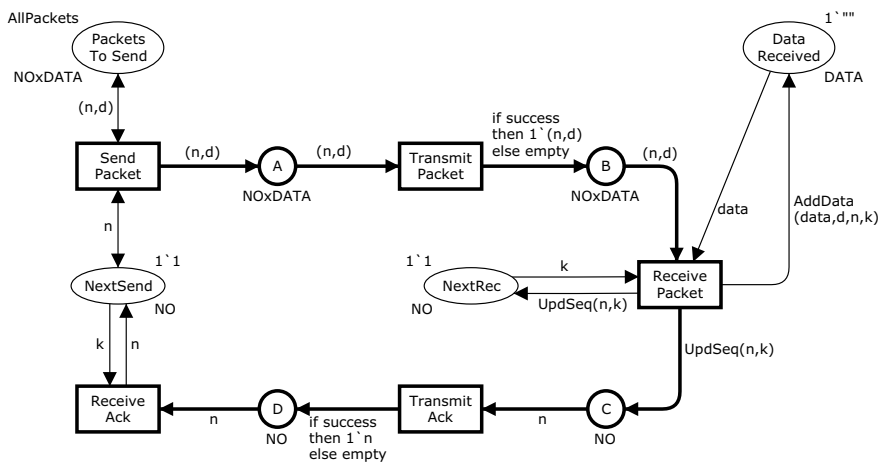 AllPackets
Packets
To Send
NOxDATA
1`""
Data
Received
DATA
(n,d)
Send
Packet
(n,d)
A
NOxDATA
(n,d)
Transmit
Packet
if success
then 1`(n,d)
else empty
B
NOxDATA
(n,d)
data
AddData
(data,d,n,k)
n
1`1
NextSend
NO
1`1
NextRec
NO
k
UpdSeq(n,k)
Receive
Packet
UpdSeq(n,k)
k
n
Receive
Ack
n
D
NO
if success
then 1`n
else empty
Transmit
Ack
n
C
NO